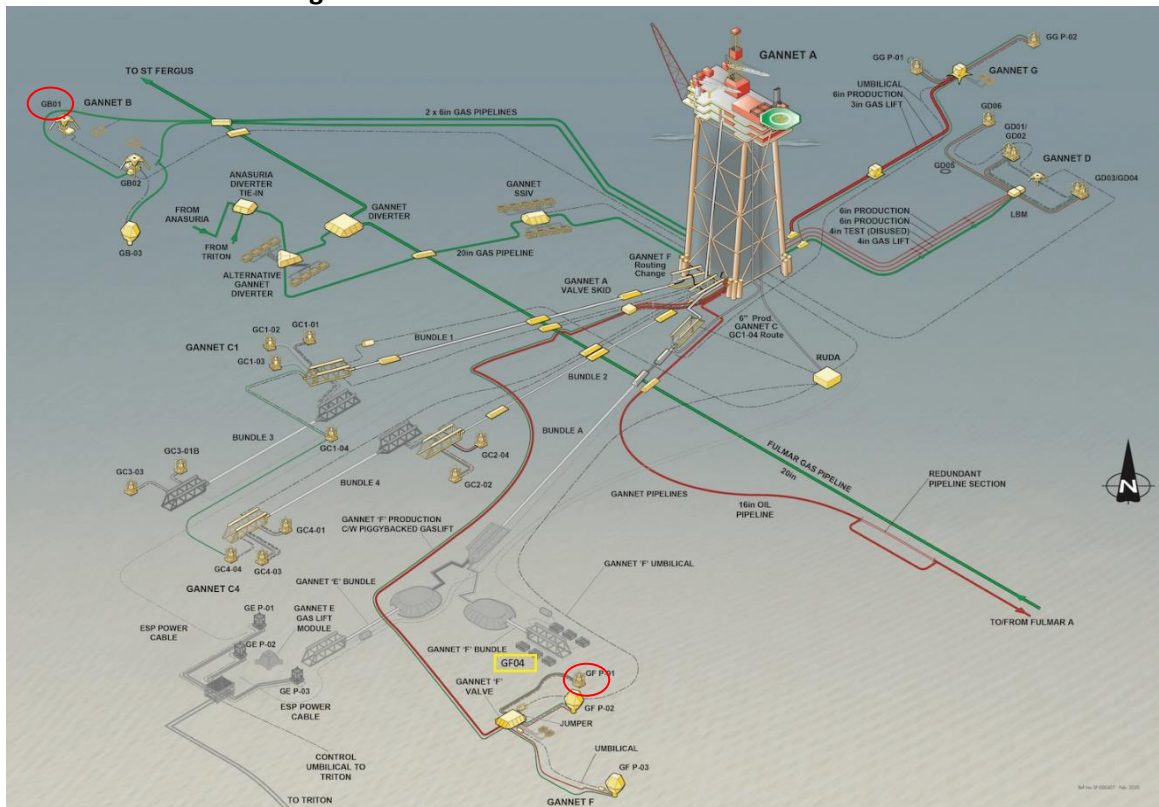 GANNET A
TO ST FERGUS
GB01
GANNET B
GB02
GB-03
2 x 6in GAS PIPELINES
ANASURIA
DIVERTER
TIE-IN
FROM
ANASURIA
FROM
TRITON
ALTERNATIVE
GANNET
DIVERTER
GANNET
DIVERTER
20in GAS PIPELINE
GANNET
SSIV
GG P-02
GG P-01
GANNET G
UMBILICAL
6in PRODUCTION
3in GAS LIFT
GD06
GD01/
GD02
GANNET D
GD05
GD03/GD04
LBM
6in PRODUCTION
6in PRODUCTION
4in TEST (DISUSED)
4in GAS LIFT
GANNET F
Routing
Change
GANNET A
VALVE SKID
6" Prod.
GANNET C
GC1-04 Route
RUDA
GC1-02
GC1-01
GANNET C1
GC1-03
BUNDLE 1
BUNDLE 2
BUNDLE A
BUNDLE 3
GC1-04
GC3-01B
GC3-03
BUNDLE 4
GC2-04
GC2-02
GC4-01
GC4-04
GC4-03
GANNET C4
GANNET 'F' PRODUCTION
C/W PIGGYBACKED GASLIFT
FULMAR GAS PIPELINE
20in
REDUNDANT
PIPELINE SECTION
GANNET PIPELINES
16in OIL
PIPELINE
N
TO/FROM FULMAR A
GANNET 'E' BUNDLE
GANNET 'F' UMBILICAL
ESP POWER
CABLE
GE P-01
GANNET E
GAS LIFT
MODULE
GE P-02
GE P-03
ESP POWER
CABLE
GANNET 'F' BUNDLE
GF04
GANNET 'F'
VALVE
GF P-01
GF P-02
JUMPER
UMBILICAL
GF P-03
GANNET F
CONTROL
UMBILICAL TO
TRITON
TO TRITON